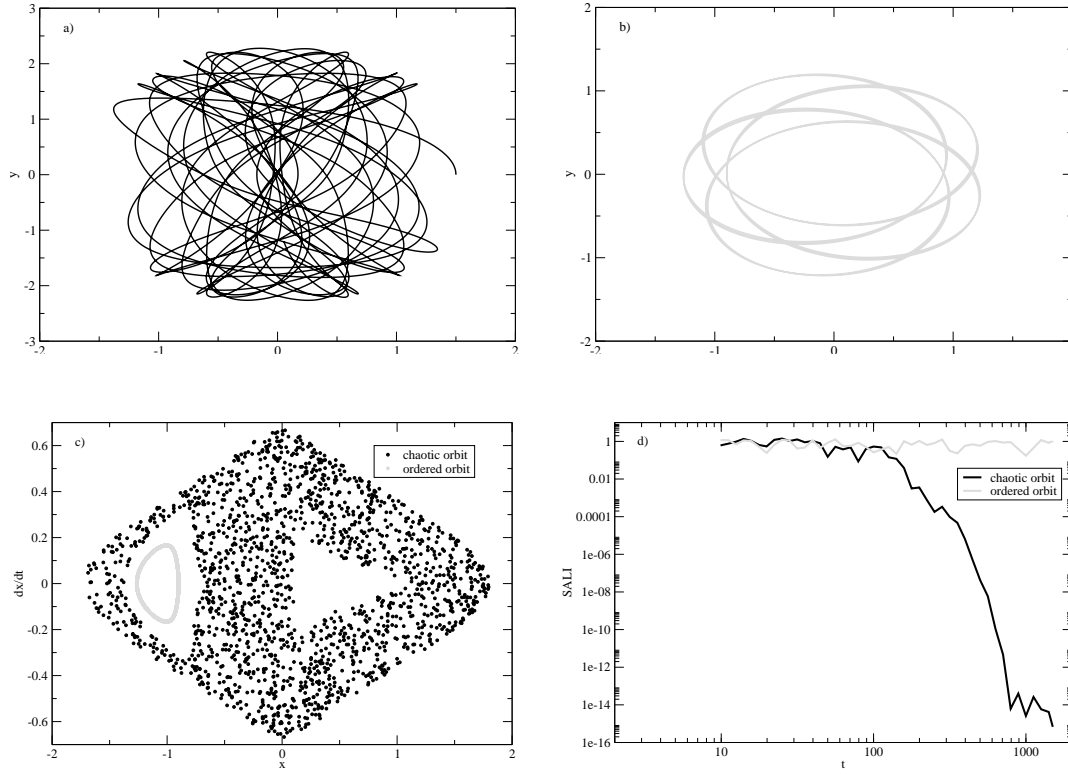 a)
3
2
1
0
-1
-2
-3
-2
-1
0
1
2
y
b)
2
1
0
-1
-2
-1
0
1
y
x
c)
0.6
0.4
0.2
0
-0.2
-0.4
-0.6
-2
-1
0
1
2
dx/dt
x
chaotic orbit
ordered orbit
d)
1
0.01
0.0001
1e-06
1e-08
1e-10
1e-12
1e-14
1e-16
10
100
1000
SALI
t
chaotic orbit
ordered orbit